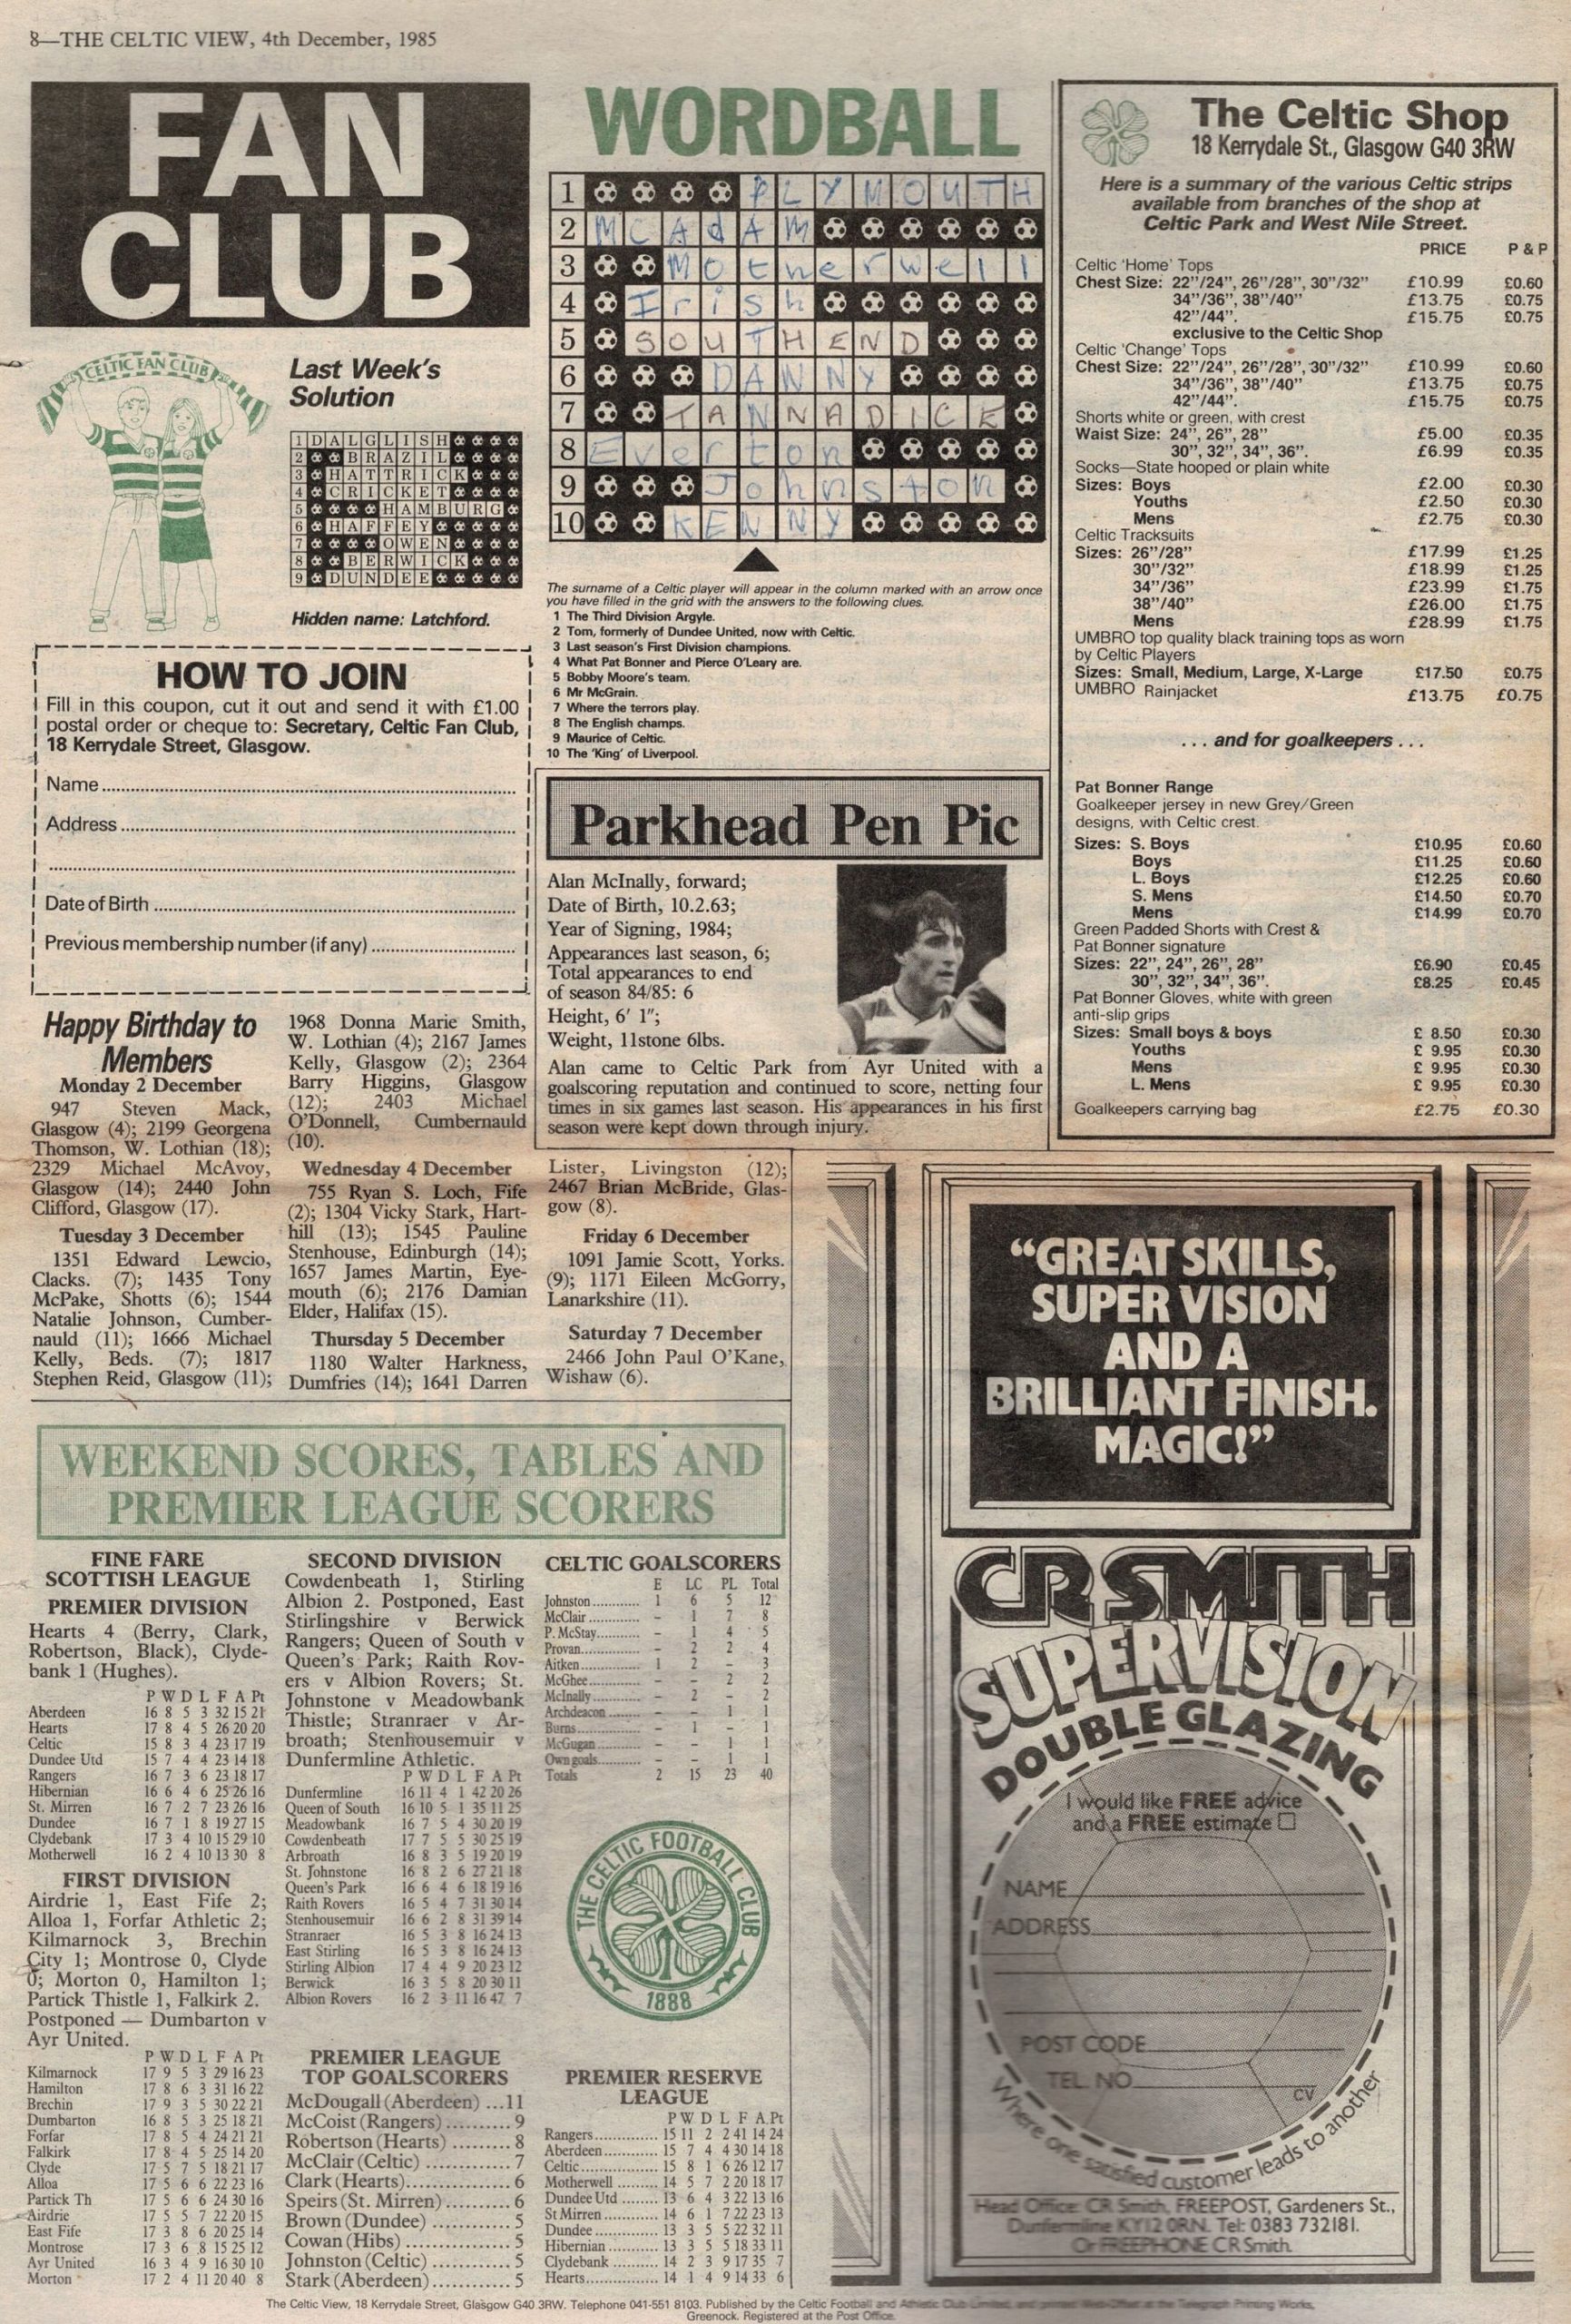 8—THE CELTIC VIEW, 4th December, 1985
FAN
CLUB
CELTIC FAN CLUB
Last Week's
Solution
1 DALGLISH
2 BRAZIL
3 HATTRICK
4 CRICKET
5 HAMBURG
6 HAFFEY
7 OWEN
8 BERWICK
9 DUNDEE
Hidden name: Latchford.
HOW TO JOIN
Fill in this coupon, cut it out and send it with £1.00
postal order or cheque to: Secretary, Celtic Fan Club,
18 Kerrydale Street, Glasgow.
Name
Address
Date of Birth
Previous membership number (if any)
WORDBALL
1 PLYMOUTH
2 MCAdAM
3 Motherwell
4 Irish
5 SOUTHEND
6 DANNY
7 TANNADICE
8 Everton
9 Johnston
10 KENNY
The surname of a Celtic player will appear in the column marked with an arrow once
you have filled in the grid with the answers to the following clues.
1 The Third Division Argyle.
2 Tom, formerly of Dundee United, now with Celtic.
3 Last season's First Division champions.
4 What Pat Bonner and Pierce O'Leary are.
5 Bobby Moore's team.
6 Mr McGrain.
7 Where the terrors play.
8 The English champs.
9 Maurice of Celtic.
10 The 'King' of Liverpool.
Parkhead Pen Pic
Alan McInally, forward;
Date of Birth, 10.2.63;
Year of Signing, 1984;
Appearances last season, 6;
Total appearances to end
of season 84/85: 6
Height, 6' 1";
Weight, 11stone 6lbs.
Alan came to Celtic Park from Ayr United with a
goalscoring reputation and continued to score, netting four
times in six games last season. His appearances in his first
season were kept down through injury.
The Celtic Shop
18 Kerrydale St., Glasgow G40 3RW
Here is a summary of the various Celtic strips
available from branches of the shop at
Celtic Park and West Nile Street.
PRICE P & P
Celtic 'Home' Tops
Chest Size: 22"/24", 26"/28", 30"/32" £10.99 £0.60
34"/36", 38"/40" £13.75 £0.75
42"/44". £15.75 £0.75
exclusive to the Celtic Shop
Celtic 'Change' Tops
Chest Size: 22"/24", 26"/28", 30"/32" £10.99 £0.60
34"/36", 38"/40" £13.75 £0.75
42"/44". £15.75 £0.75
Shorts white or green, with crest
Waist Size: 24", 26", 28" £5.00 £0.35
30", 32", 34", 36". £6.99 £0.35
Socks—State hooped or plain white
Sizes: Boys £2.00 £0.30
Youths £2.50 £0.30
Mens £2.75 £0.30
Celtic Tracksuits
Sizes: 26"/28" £17.99 £1.25
30"/32" £18.99 £1.25
34"/36" £23.99 £1.75
38"/40" £26.00 £1.75
Mens £28.99 £1.75
UMBRO top quality black training tops as worn
by Celtic Players
Sizes: Small, Medium, Large, X-Large £17.50 £0.75
UMBRO Rainjacket £13.75 £0.75
. . . and for goalkeepers . . .
Pat Bonner Range
Goalkeeper jersey in new Grey/Green
designs, with Celtic crest.
Sizes: S. Boys £10.95 £0.60
Boys £11.25 £0.60
L. Boys £12.25 £0.60
S. Mens £14.50 £0.70
Mens £14.99 £0.70
Green Padded Shorts with Crest &
Pat Bonner signature
Sizes: 22", 24", 26", 28" £6.90 £0.45
30", 32", 34", 36". £8.25 £0.45
Pat Bonner Gloves, white with green
anti-slip grips
Sizes: Small boys & boys £ 8.50 £0.30
Youths £ 9.95 £0.30
Mens £ 9.95 £0.30
L. Mens £ 9.95 £0.30
Goalkeepers carrying bag £2.75 £0.30
Happy Birthday to
Members
Monday 2 December
947 Steven Mack,
Glasgow (4); 2199 Georgena
Thomson, W. Lothian (18);
2329 Michael McAvoy,
Glasgow (14); 2440 John
Clifford, Glasgow (17).
Tuesday 3 December
1351 Edward Lewcio,
Clacks. (7); 1435 Tony
McPake, Shotts (6); 1544
Natalie Johnson, Cumber-
nauld (11); 1666 Michael
Kelly, Beds. (7); 1817
Stephen Reid, Glasgow (11);
1968 Donna Marie Smith,
W. Lothian (4); 2167 James
Kelly, Glasgow (2); 2364
Barry Higgins, Glasgow
(12); 2403 Michael
O'Donnell, Cumbernauld
(10).
Wednesday 4 December
755 Ryan S. Loch, Fife
(2); 1304 Vicky Stark, Hart-
hill (13); 1545 Pauline
Stenhouse, Edinburgh (14);
1657 James Martin, Eye-
mouth (6); 2176 Damian
Elder, Halifax (15).
Thursday 5 December
1180 Walter Harkness,
Dumfries (14); 1641 Darren
Lister, Livingston (12);
2467 Brian McBride, Glas-
gow (8).
Friday 6 December
1091 Jamie Scott, Yorks.
(9); 1171 Eileen McGorry,
Lanarkshire (11).
Saturday 7 December
2466 John Paul O'Kane,
Wishaw (6).
WEEKEND SCORES, TABLES AND
PREMIER LEAGUE SCORERS
FINE FARE
SCOTTISH LEAGUE
PREMIER DIVISION
Hearts 4 (Berry, Clark,
Robertson, Black), Clyde-
bank 1 (Hughes).
P W D L F A Pt
Aberdeen 16 8 5 3 32 15 21
Hearts 17 8 4 5 26 20 20
Celtic 15 8 3 4 23 17 19
Dundee Utd 15 7 4 4 23 14 18
Rangers 16 7 3 6 23 18 17
Hibernian 16 6 4 6 25 26 16
St. Mirren 16 7 2 7 23 26 16
Dundee 16 7 1 8 19 27 15
Clydebank 17 3 4 10 15 29 10
Motherwell 16 2 4 10 13 30 8
FIRST DIVISION
Airdrie 1, East Fife 2;
Alloa 1, Forfar Athletic 2;
Kilmarnock 3, Brechin
City 1; Montrose 0, Clyde
0; Morton 0, Hamilton 1;
Partick Thistle 1, Falkirk 2.
Postponed — Dumbarton v
Ayr United.
P W D L F A Pt
Kilmarnock 17 9 5 3 29 16 23
Hamilton 17 8 6 3 31 16 22
Brechin 17 9 3 5 30 22 21
Dumbarton 16 8 5 3 25 18 21
Forfar 17 8 5 4 24 21 21
Falkirk 17 8 4 5 25 14 20
Clyde 17 5 7 5 18 21 17
Alloa 17 5 6 6 22 23 16
Partick Th 17 5 6 6 24 30 16
Airdrie 17 5 5 7 22 20 15
East Fife 17 3 8 6 20 25 14
Montrose 17 3 6 8 15 25 12
Ayr United 16 3 4 9 16 30 10
Morton 17 2 4 11 20 40 8
SECOND DIVISION
Cowdenbeath 1, Stirling
Albion 2. Postponed, East
Stirlingshire v Berwick
Rangers; Queen of South v
Queen's Park; Raith Rov-
ers v Albion Rovers; St.
Johnstone v Meadowbank
Thistle; Stranraer v Ar-
broath; Stenhousemuir v
Dunfermline Athletic.
P W D L F A Pt
Dunfermline 16 11 4 1 42 20 26
Queen of South 16 10 5 1 35 11 25
Meadowbank 16 7 5 4 30 20 19
Cowdenbeath 17 7 5 5 30 25 19
Arbroath 16 8 3 5 19 20 19
St. Johnstone 16 8 2 6 27 21 18
Queen's Park 16 6 4 6 18 19 16
Raith Rovers 16 5 4 7 31 30 14
Stenhousemuir 16 6 2 8 31 39 14
Stranraer 16 5 3 8 16 24 13
East Stirling 16 5 3 8 16 24 13
Stirling Albion 17 4 4 9 20 23 12
Berwick 16 3 5 8 20 30 11
Albion Rovers 16 2 3 11 16 47 7
PREMIER LEAGUE
TOP GOALSCORERS
McDougall (Aberdeen) ...11
McCoist (Rangers)..........9
Robertson (Hearts) .........8
McClair (Celtic) ............7
Clark (Hearts)...............6
Speirs (St. Mirren)..........6
Brown (Dundee) ............5
Cowan (Hibs) ...............5
Johnston (Celtic) ...........5
Stark (Aberdeen)............5
CELTIC GOALSCORERS
E LC PL Total
Johnston 1 6 5 12
McClair – 1 7 8
P. McStay – 1 4 5
Provan – 2 2 4
Aitken 1 2 – 3
McGhee – – 2 2
McInally – 2 – 2
Archdeacon – – 1 1
Burns – 1 – 1
McGugan – – 1 1
Own goals – – 1 1
Totals 2 15 23 40
THE CELTIC FOOTBALL CLUB
1888
PREMIER RESERVE
LEAGUE
P W D L F A Pt
Rangers 15 11 2 2 41 14 24
Aberdeen 15 7 4 4 30 14 18
Celtic 15 8 1 6 26 12 17
Motherwell 14 5 7 2 20 18 17
Dundee Utd 13 6 4 3 22 13 16
St Mirren 14 6 1 7 22 23 13
Dundee 13 3 5 5 22 32 11
Hibernian 13 3 5 5 18 33 11
Clydebank 14 2 3 9 17 35 7
Hearts 14 1 4 9 14 33 6
"GREAT SKILLS,
SUPER VISION
AND A
BRILLIANT FINISH.
MAGIC!"
CR SMITH
SUPERVISION
DOUBLE GLAZING
I would like FREE advice
and a FREE estimate
NAME
ADDRESS
POST CODE
TEL. NO.
CV
Where one satisfied customer leads to another
Head Office: CR Smith, FREEPOST, Gardeners St.,
Dunfermline KY12 0RN. Tel: 0383 732181.
Or FREEPHONE CR Smith.
The Celtic View, 18 Kerrydale Street, Glasgow G40 3RW. Telephone 041-551 8103. Published by the Celtic Football and Athletic Club Limited, and printed Web-Offset at the Telegraph Printing Works,
Greenock. Registered at the Post Office.